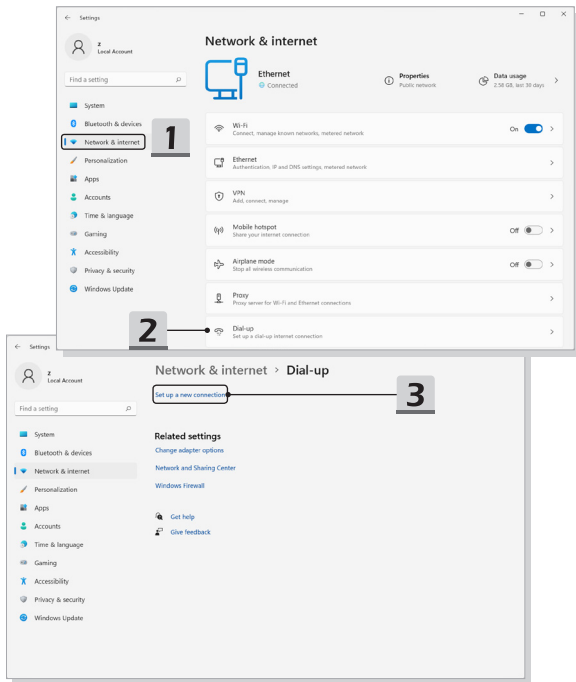 Settings
z
Local Account
Find a setting
System
Bluetooth & devices
Network & internet
Personalization
Apps
Accounts
Time & language
Gaming
Accessibility
Privacy & security
Windows Update
1
Network & internet
Ethernet
Connected
Properties
Public network
Data usage
2.56 GB, last 30 days
Wi-Fi
Connect, manage known networks, metered network
On
Ethernet
Authentication, IP and DNS settings, metered network
VPN
Add, connect, manage
Mobile hotspot
Share your internet connection
Off
Airplane mode
Stop all wireless communication
Off
Proxy
Proxy server for Wi-Fi and Ethernet connections
2
Dial-up
Set up a dial-up internet connection
Settings
z
Local Account
Find a setting
System
Bluetooth & devices
Network & internet
Personalization
Apps
Accounts
Time & language
Gaming
Accessibility
Privacy & security
Windows Update
Network & internet > Dial-up
Set up a new connection
3
Related settings
Change adapter options
Network and Sharing Center
Windows Firewall
Get help
Give feedback